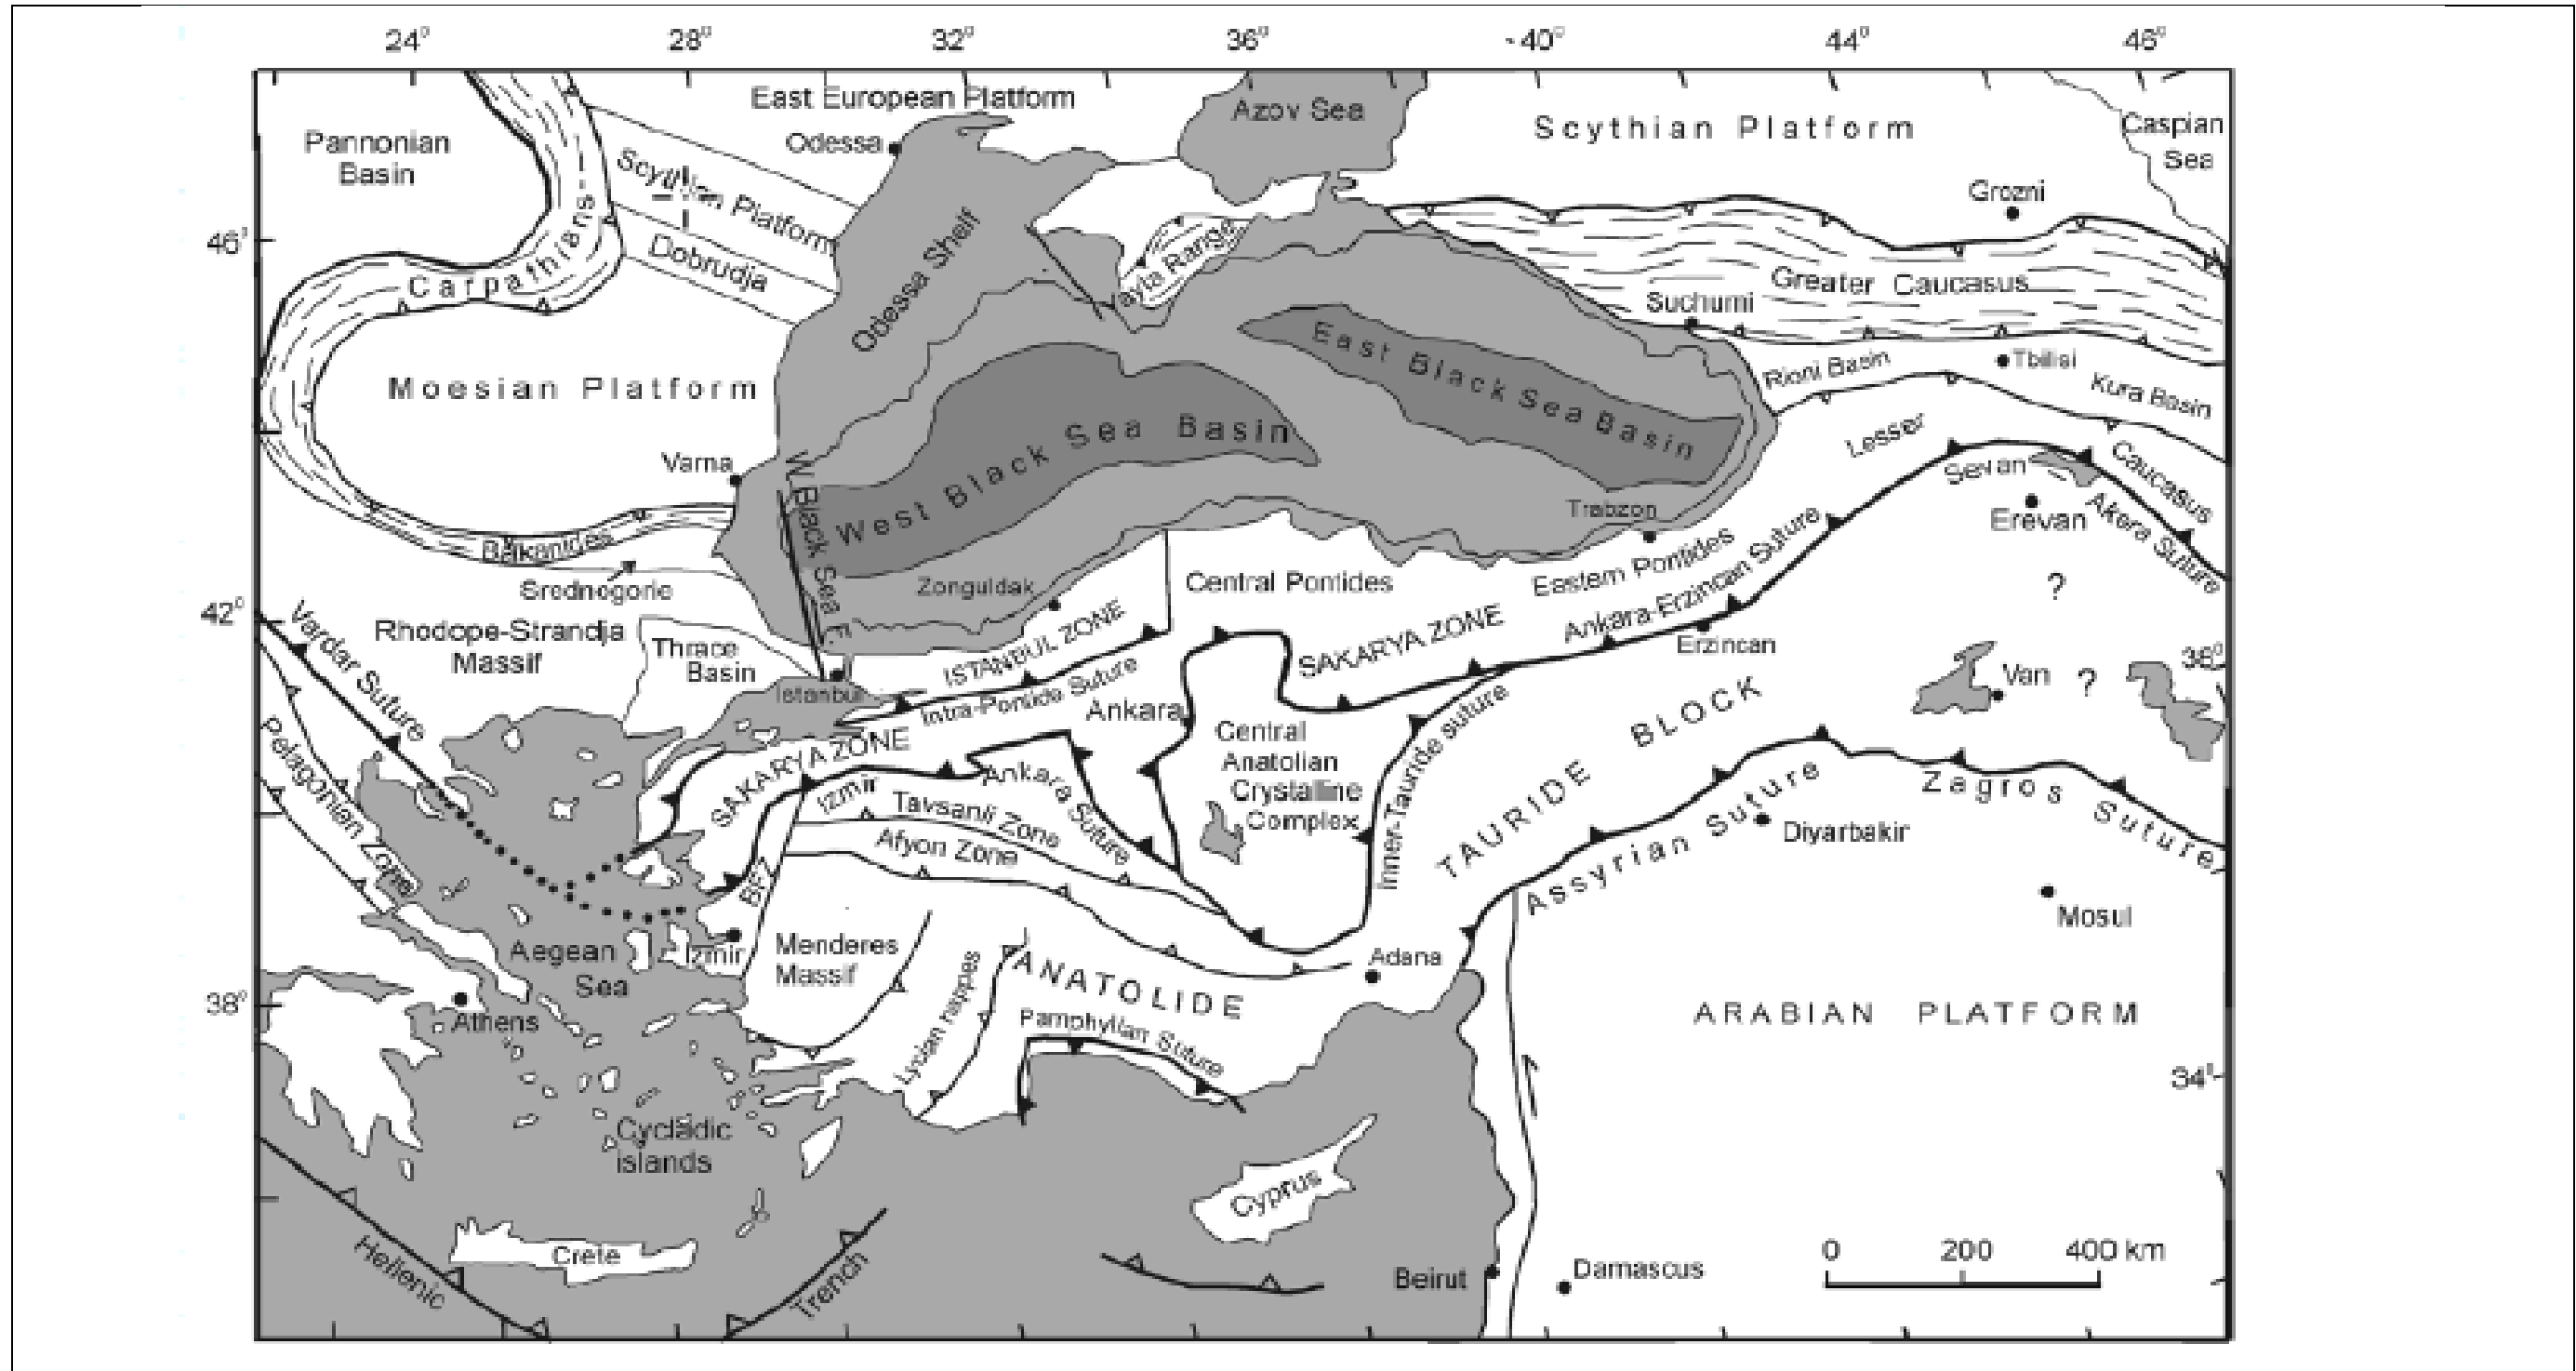 24°
28°
32°
36°
40°
44°
46°
East European Platform
Azov Sea
Scythian Platform
Caspian
Sea
Pannonian
Basin
Odessa
Scythian Platform
Grozni
46°
Carpathians
Dobrudja
Odessa Shelf
Yayla Range
Greater Caucasus
Suchumi
East Black Sea Basin
Rioni Basin
Tbilisi
Kura Basin
Moesian Platform
West Black Sea Basin
Lesser
Caucasus
Varna
W. Black Sea F.
Sevan
Akera Suture
Trabzon
Erevan
Balkanides
Srednogorie
Zonguldak
Central Pontides
Eastern Pontides
?
42°
Vardar Suture
Rhodope-Strandja
Massif
Thrace
Basin
ISTANBUL ZONE
SAKARYA ZONE
Ankara-Erzincan Suture
Erzincan
38°
Istanbul
Intra-Pontide Suture
Ankara
Van
?
Pelagonien Zone
SAKARYA ZONE
Central
Anatolian
Crystalline
Complex
Inner-Tauride suture
TAURIDE BLOCK
Izmir
Ankara Suture
Tavsanli Zone
Afyon Zone
Assyrian Suture
Zagros Suture
Diyarbakir
BFZ
Mosul
Aegean
Sea
Izmir
Menderes
Massif
Lycian nappes
ANATOLIDE
Adana
38°
Athens
Pamphylian Suture
ARABIAN PLATFORM
34°
Cycladic
islands
Cyprus
Hellenic
Crete
Trench
Beirut
Damascus
0 200 400 km